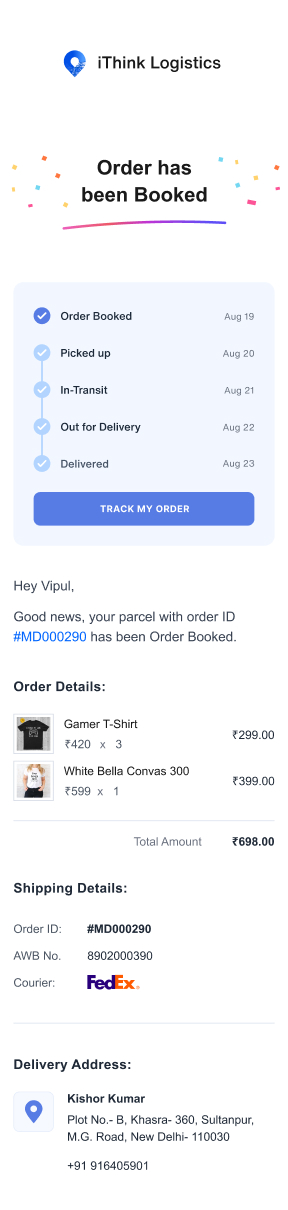 iThink Logistics
Order has
been Booked
Order Booked Aug 19
Picked up Aug 20
In-Transit Aug 21
Out for Delivery Aug 22
Delivered Aug 23
TRACK MY ORDER
Hey Vipul,
Good news, your parcel with order ID
#MD000290 has been Order Booked.
Order Details:
Gamer T-Shirt
₹420 x 3 ₹299.00
White Bella Convas 300
₹599 x 1 ₹399.00
Total Amount ₹698.00
Shipping Details:
Order ID: #MD000290
AWB No. 8902000390
Courier: FedEx
Delivery Address:
Kishor Kumar
Plot No.- B, Khasra- 360, Sultanpur,
M.G. Road, New Delhi- 110030
+91 916405901